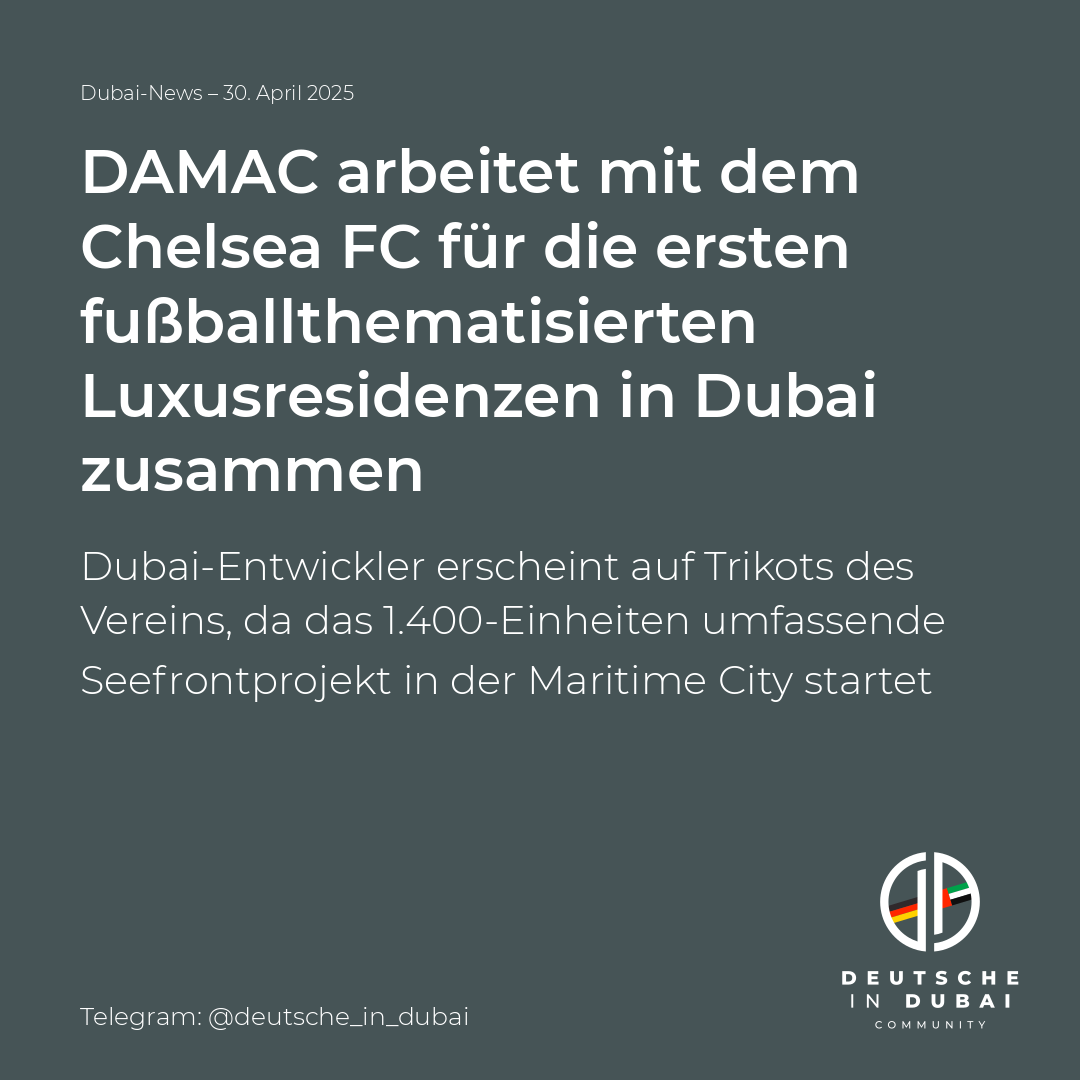 Dubai-News – 30. April 2025
DAMAC arbeitet mit dem
Chelsea FC für die ersten
fußballthematisierten
Luxusresidenzen in Dubai
zusammen
Dubai-Entwickler erscheint auf Trikots des
Vereins, da das 1.400-Einheiten umfassende
Seefrontprojekt in der Maritime City startet
DEUTSCHE
IN DUBAI
COMMUNITY
Telegram: @deutsche_in_dubai